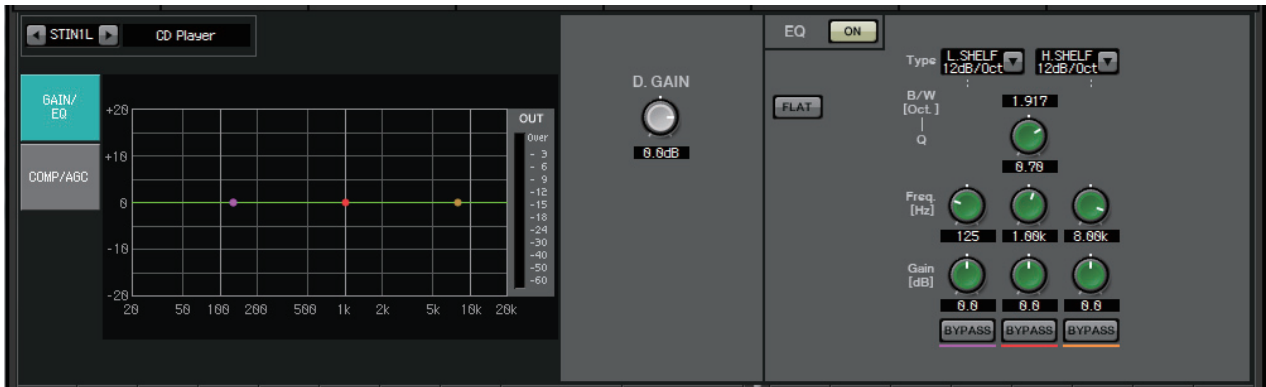 STIN1L CD Player
GAIN/
EQ
COMP/AGC
+20
+10
0
-10
-20
20 50 100 200 500 1k 2k 5k 10k 20k
OUT
Over
- 3
- 6
- 9
-12
-15
-18
-24
-30
-40
-50
-60
D. GAIN
0.0dB
EQ ON
FLAT
Type L.SHELF 12dB/Oct H.SHELF 12dB/Oct
B/W
[Oct.] 1.917
Q 0.70
Freq.
[Hz]
125 1.00k 8.00k
Gain
[dB]
0.0 0.0 0.0
BYPASS BYPASS BYPASS